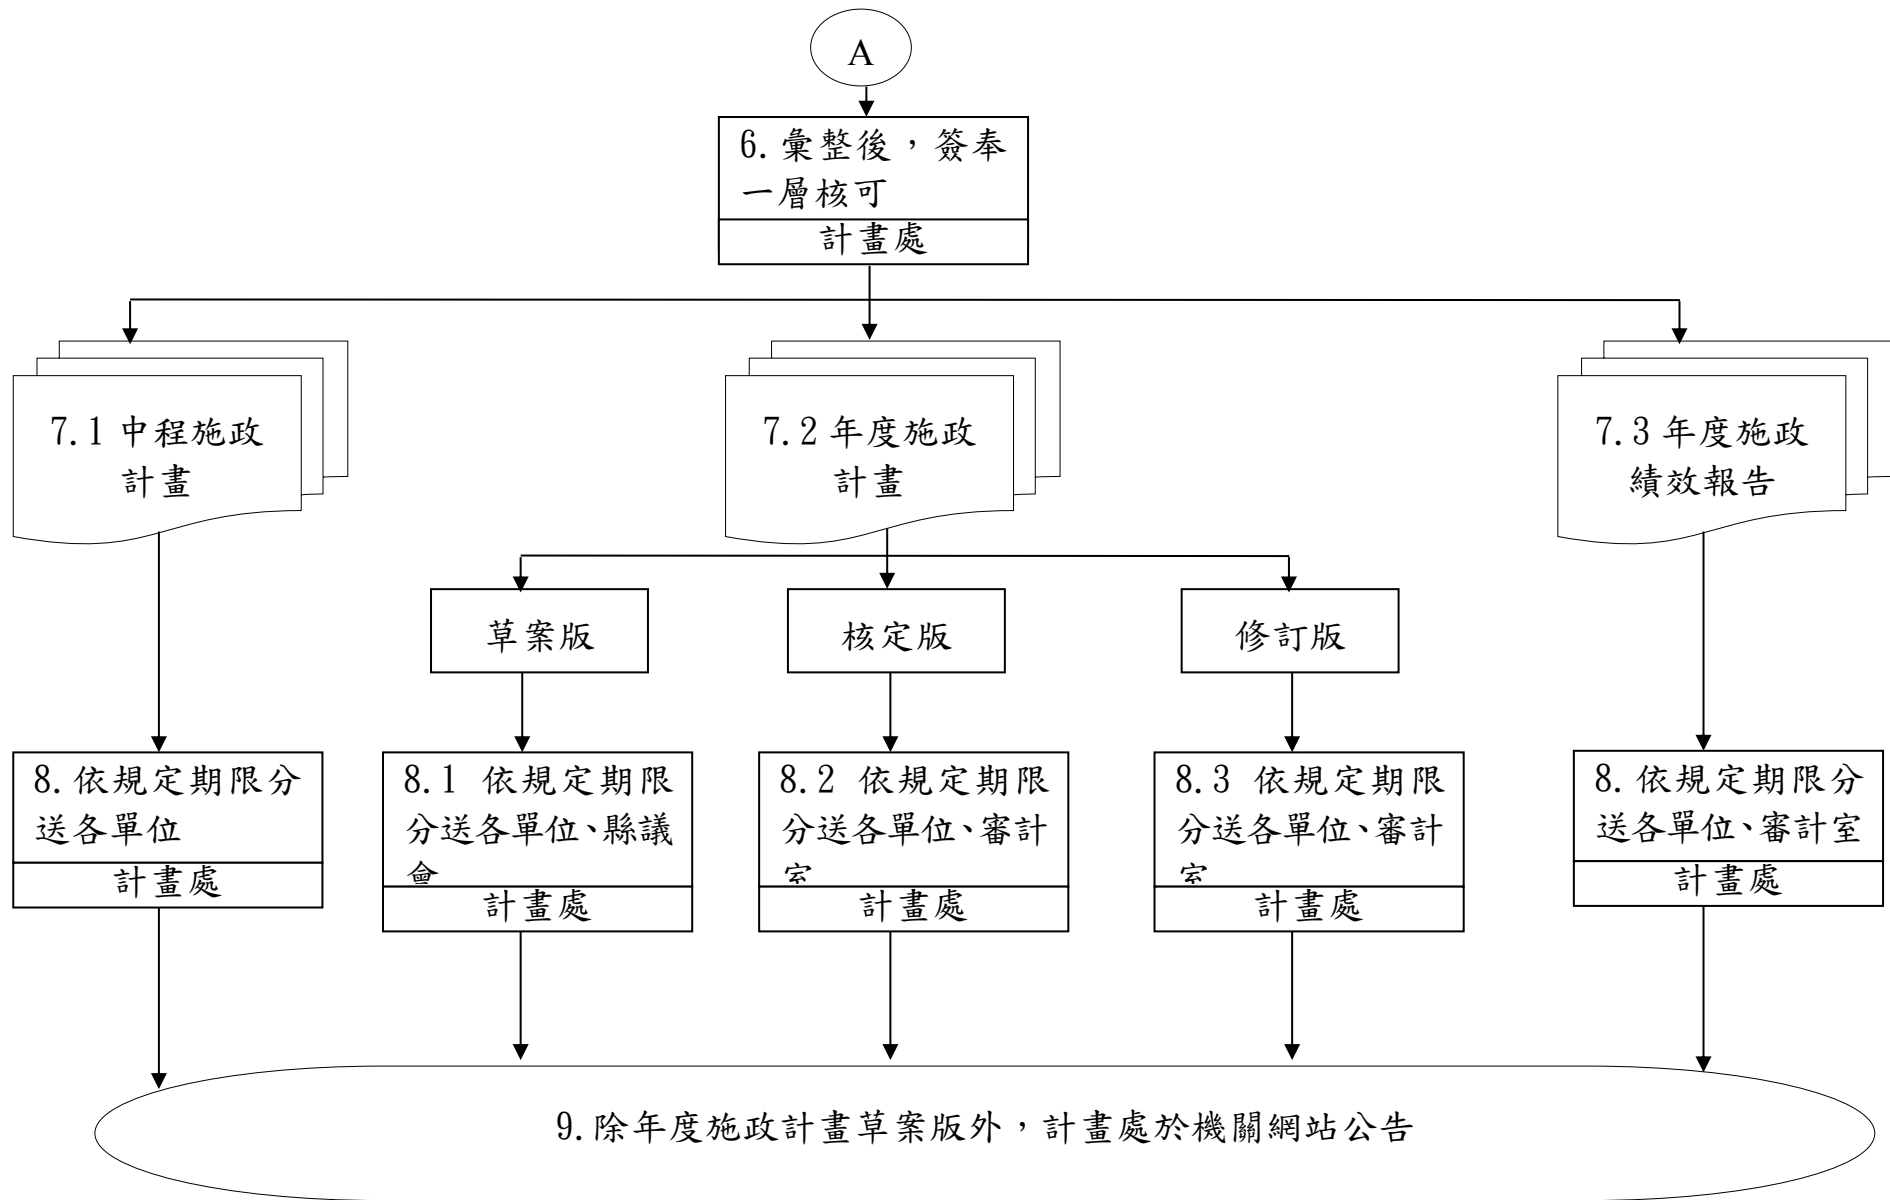 A
6.彙整後，簽奉
一層核可
計畫處
7.1中程施政
計畫
7.2年度施政
計畫
7.3年度施政
績效報告
草案版
核定版
修訂版
8.依規定期限分
送各單位
計畫處
8.1 依規定期限
分送各單位、縣議
會
計畫處
8.2 依規定期限
分送各單位、審計
室
計畫處
8.3 依規定期限
分送各單位、審計
室
計畫處
8.依規定期限分
送各單位、審計室
計畫處
9.除年度施政計畫草案版外，計畫處於機關網站公告